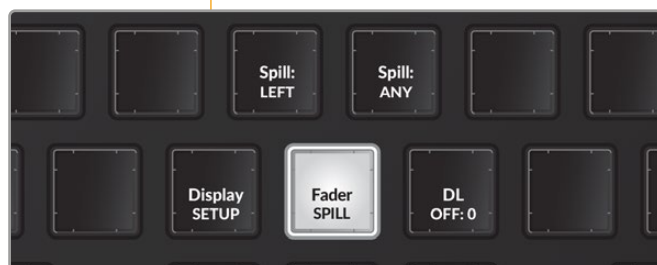 Spill:
LEFT
Spill:
ANY
Display
SETUP
Fader
SPILL
DL
OFF: 0